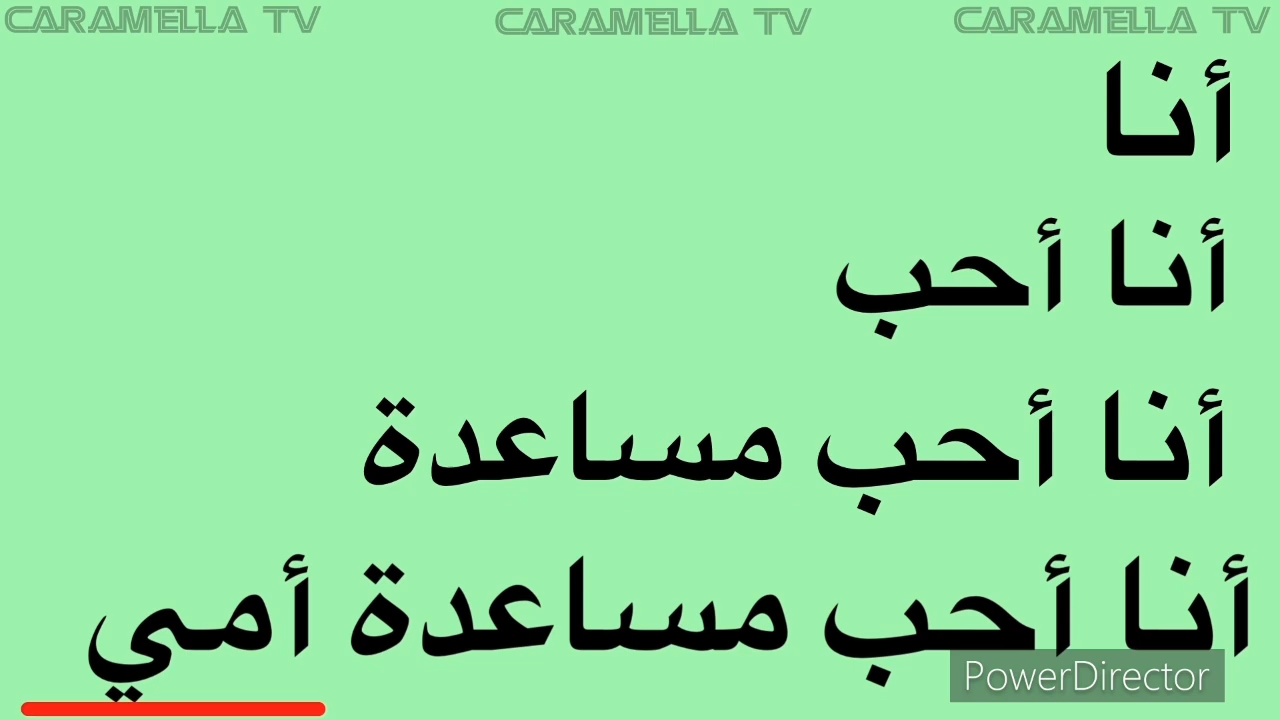 CARAMELLA TV CARAMELLA TV CARAMELLA TV
أنا
أنا أحب
أنا أحب مساعدة
أنا أحب مساعدة أمي
PowerDirector